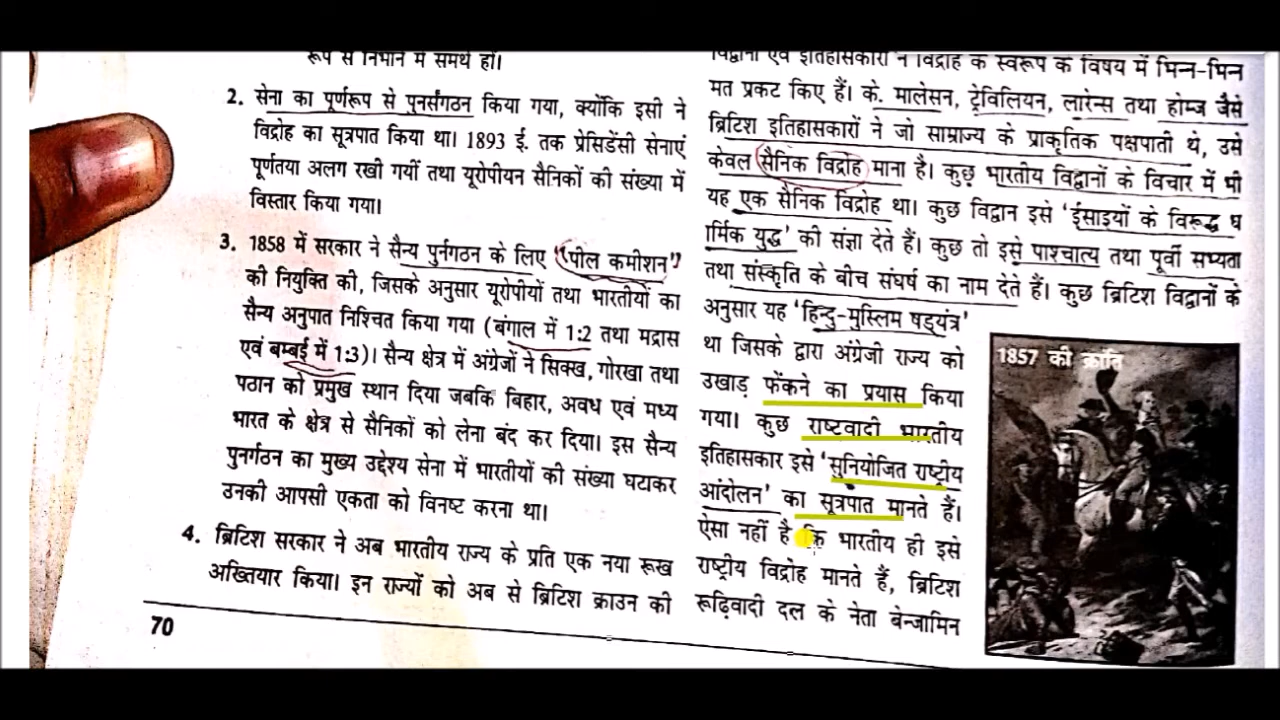 रूप से निभाने में समर्थ हों।
2. सेना का पूर्णरूप से पुनर्संगठन किया गया, क्योंकि इसी ने
विद्रोह का सूत्रपात किया था। 1893 ई. तक प्रेसिडेंसी सेनाएं
पूर्णतया अलग रखी गयीं तथा यूरोपीयन सैनिकों की संख्या में
विस्तार किया गया।
3. 1858 में सरकार ने सैन्य पुर्नगठन के लिए 'पील कमीशन'
की नियुक्ति की, जिसके अनुसार यूरोपीयों तथा भारतीयों का
सैन्य अनुपात निश्चित किया गया (बंगाल में 1:2 तथा मद्रास
एवं बम्बई में 1:3)। सैन्य क्षेत्र में अंग्रेजों ने सिक्ख, गोरखा तथा
पठान को प्रमुख स्थान दिया जबकि बिहार, अवध एवं मध्य
भारत के क्षेत्र से सैनिकों को लेना बंद कर दिया। इस सैन्य
पुनर्गठन का मुख्य उद्देश्य सेना में भारतीयों की संख्या घटाकर
उनकी आपसी एकता को विनष्ट करना था।
4. ब्रिटिश सरकार ने अब भारतीय राज्य के प्रति एक नया रूख
अख्तियार किया। इन राज्यों को अब से ब्रिटिश क्राउन की
70
विद्वानों एवं इतिहासकारों ने विद्रोह के स्वरूप के विषय में भिन्न-भिन्न
मत प्रकट किए हैं। के. मालेसन, ट्रेविलियन, लारेन्स तथा होम्ज जैसे
ब्रिटिश इतिहासकारों ने जो साम्राज्य के प्राकृतिक पक्षपाती थे, उसे
केवल सैनिक विद्रोह माना है। कुछ भारतीय विद्वानों के विचार में भी
यह एक सैनिक विद्रोह था। कुछ विद्वान इसे 'ईसाइयों के विरूद्ध ध
र्मिक युद्ध' की संज्ञा देते हैं। कुछ तो इसे पाश्चात्य तथा पूर्वी सभ्यता
तथा संस्कृति के बीच संघर्ष का नाम देते हैं। कुछ ब्रिटिश विद्वानों के
अनुसार यह 'हिन्दु-मुस्लिम षड्यंत्र'
था जिसके द्वारा अंग्रेजी राज्य को
उखाड़ फेंकने का प्रयास किया
गया। कुछ राष्टवादी भारतीय
इतिहासकार इसे 'सुनियोजित राष्ट्रीय
आंदोलन' का सूत्रपात मानते हैं।
ऐसा नहीं है कि भारतीय ही इसे
राष्ट्रीय विद्रोह मानते हैं, ब्रिटिश
रूढ़िवादी दल के नेता बेन्जामिन
1857 की क्राति